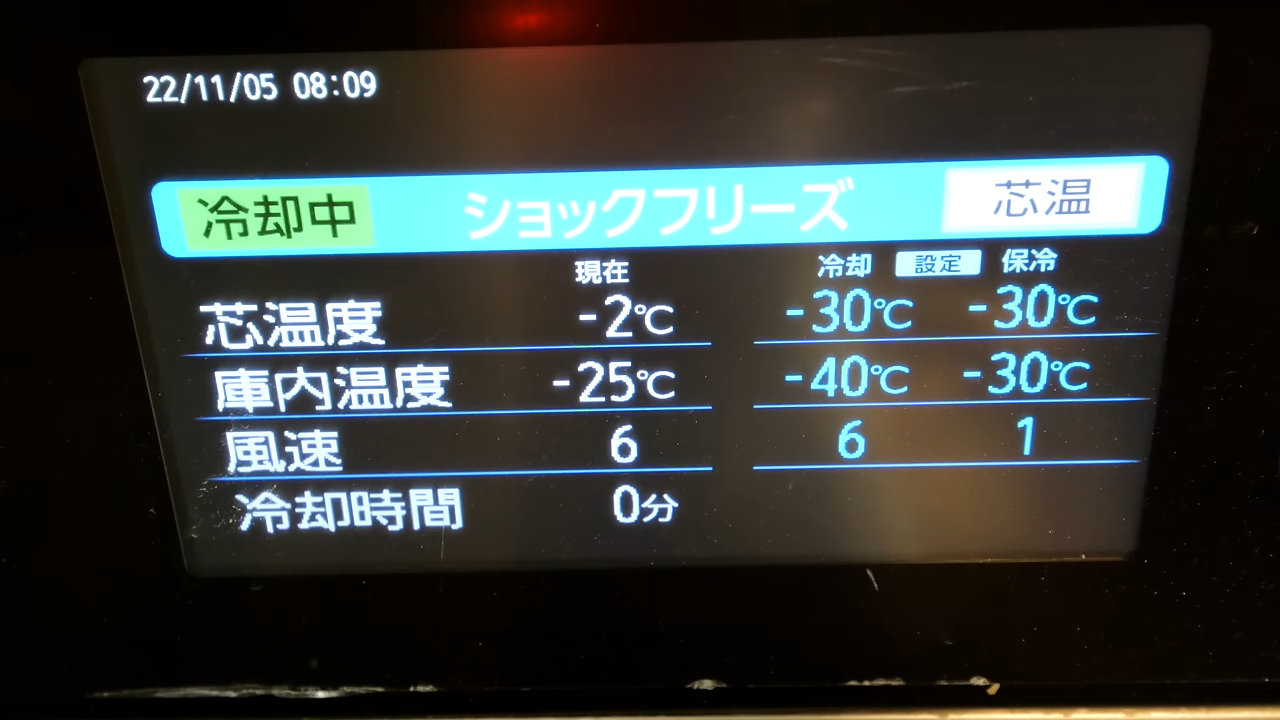 22/11/05 08:09
冷却中 ショックフリーズ 芯温
現在 冷却 設定 保冷
芯温度 -2℃ -30℃ -30℃
庫内温度 -25℃ -40℃ -30℃
風速 6 6 1
冷却時間 0分